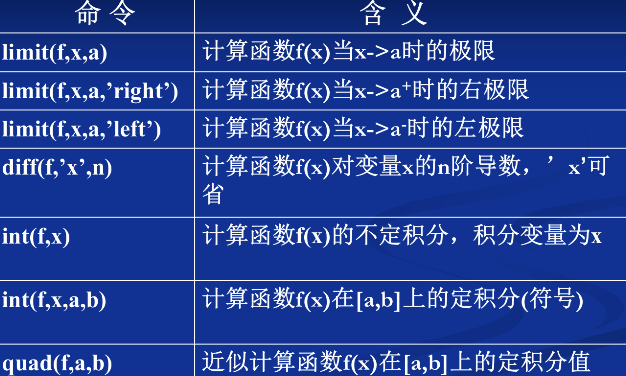 命令 含义
limit(f,x,a) 计算函数f(x)当x->a时的极限
limit(f,x,a,’right’) 计算函数f(x)当x->a⁺时的右极限
limit(f,x,a,’left’) 计算函数f(x)当x->a⁻时的左极限
diff(f,’x’,n) 计算函数f(x)对变量x的n阶导数，’x’可
省
int(f,x) 计算函数f(x)的不定积分，积分变量为x
int(f,x,a,b) 计算函数f(x)在[a,b]上的定积分(符号)
quad(f,a,b) 近似计算函数f(x)在[a,b]上的定积分值